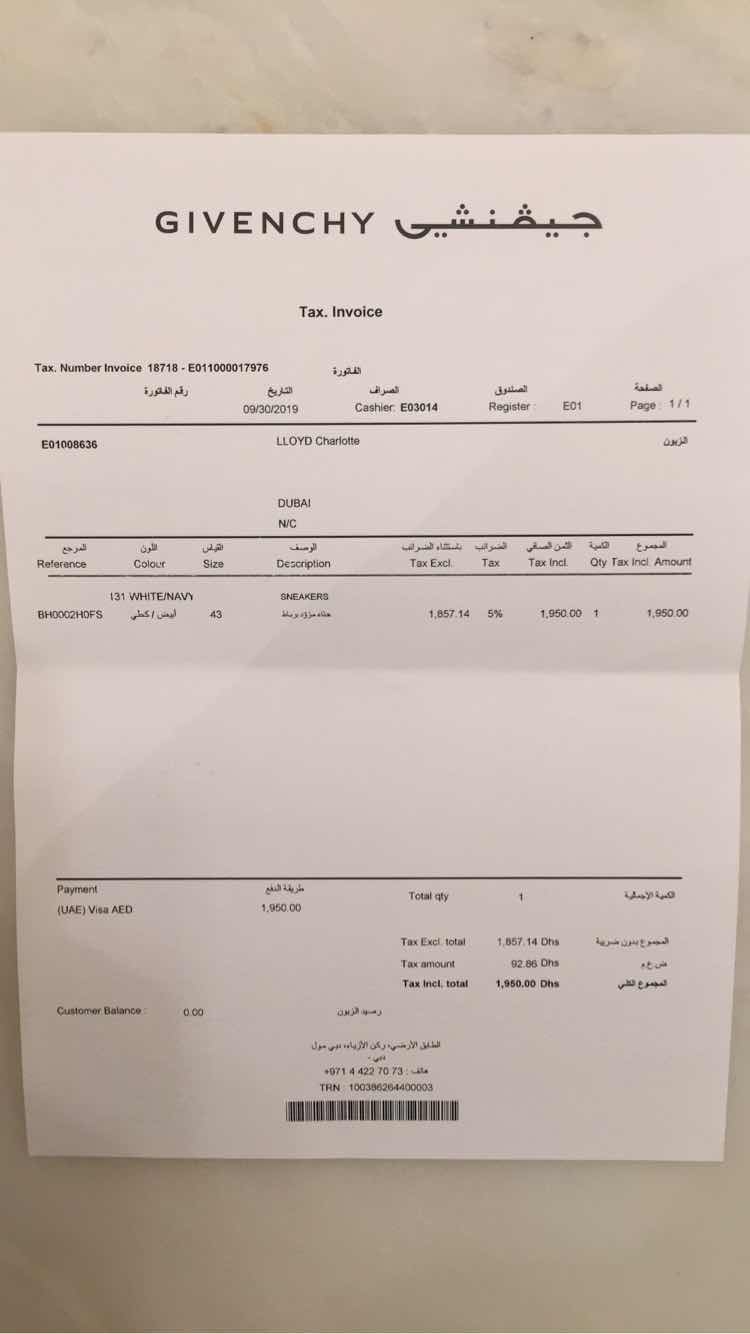 GIVENCHY جيڤنشي
Tax. Invoice
Tax. Number Invoice 18718 - E011000017976 الفاتورة
رقم الفاتورة التاريخ الصراف الصندوق الصفحة
09/30/2019 Cashier: E03014 Register : E01 Page : 1 / 1
E01008636 LLOYD Charlotte الزبون
DUBAI
N/C
المرجع اللون القياس الوصف باستثناء الضرائب الضرائب الثمن الصافي الكمية المجموع
Reference Colour Size Description Tax Excl. Tax Tax Incl. Qty Tax Incl. Amount
131 WHITE/NAVY SNEAKERS
BH0002H0FS أبيض / كحلي 43 حذاء مزوّد برباط 1,857.14 5% 1,950.00 1 1,950.00
Payment طريقة الدفع Total qty 1 الكمية الإجمالية
(UAE) Visa AED 1,950.00
Tax Excl. total 1,857.14 Dhs المجموع بدون ضريبة
Tax amount 92.86 Dhs ض.ع.م
Tax Incl. total 1,950.00 Dhs المجموع الكلي
Customer Balance : 0.00 رصيد الزبون
الطابق الأرضي، ركن الأزياء، دبي مول
دبي -
هاتف : +971 4 422 70 73
TRN : 100386264400003